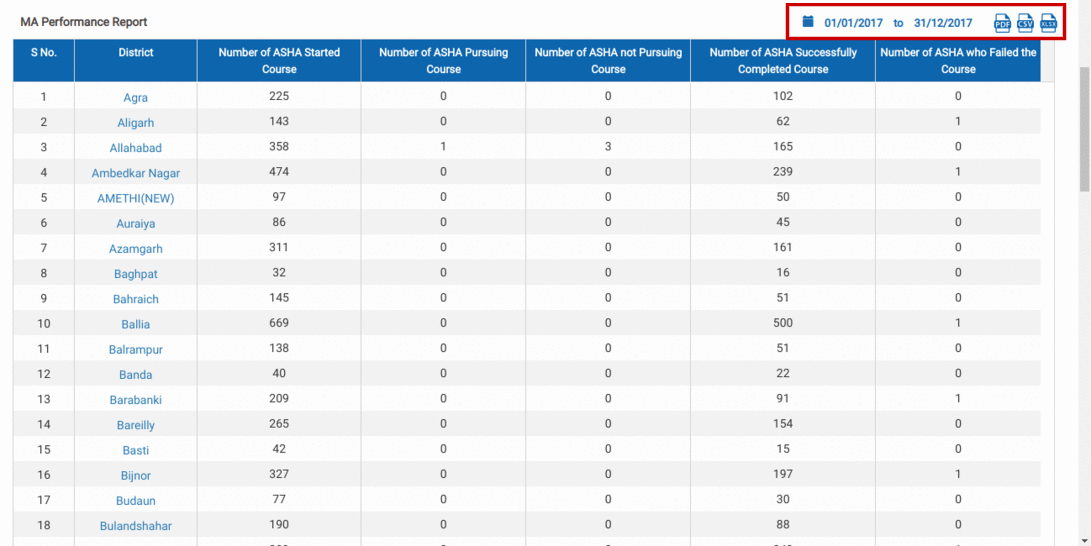 MA Performance Report
01/01/2017 to 31/12/2017 PDF CSV XLSX
S No. District Number of ASHA Started Course Number of ASHA Pursuing Course Number of ASHA not Pursuing Course Number of ASHA Successfully Completed Course Number of ASHA who Failed the Course
1 Agra 225 0 0 102 0
2 Aligarh 143 0 0 62 1
3 Allahabad 358 1 3 165 0
4 Ambedkar Nagar 474 0 0 239 1
5 AMETHI(NEW) 97 0 0 50 0
6 Auraiya 86 0 0 45 0
7 Azamgarh 311 0 0 161 0
8 Baghpat 32 0 0 16 0
9 Bahraich 145 0 0 51 0
10 Ballia 669 0 0 500 1
11 Balrampur 138 0 0 51 0
12 Banda 40 0 0 22 0
13 Barabanki 209 0 0 91 1
14 Bareilly 265 0 0 154 0
15 Basti 42 0 0 15 0
16 Bijnor 327 0 0 197 1
17 Budaun 77 0 0 30 0
18 Bulandshahar 190 0 0 88 0